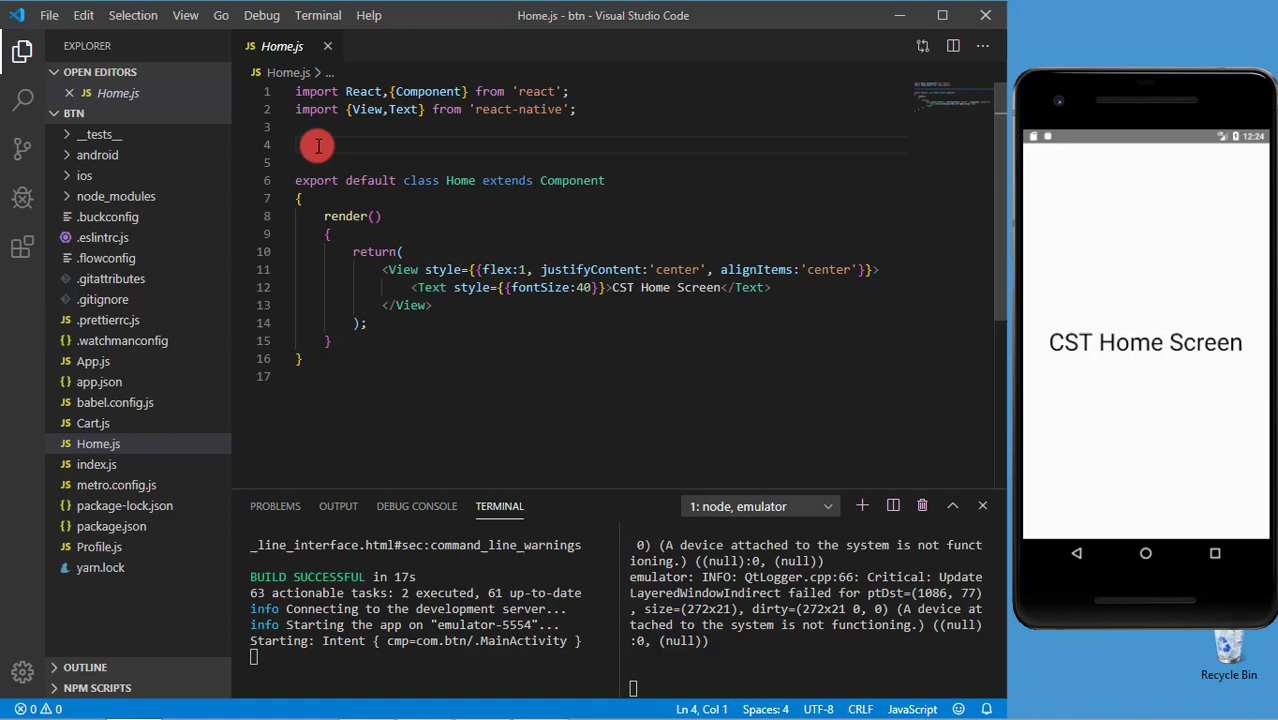 File Edit Selection View Go Debug Terminal Help Home.js - btn - Visual Studio Code
EXPLORER
OPEN EDITORS
Home.js
BTN
__tests__
android
ios
node_modules
.buckconfig
.eslintrc.js
.flowconfig
.gitattributes
.gitignore
.prettierrc.js
.watchmanconfig
App.js
app.json
babel.config.js
Cart.js
Home.js
index.js
metro.config.js
package-lock.json
package.json
Profile.js
yarn.lock
OUTLINE
NPM SCRIPTS
JS Home.js
JS Home.js > ...
1 import React,{Component} from 'react';
2 import {View,Text} from 'react-native';
3
4
5
6 export default class Home extends Component
7 {
8 render()
9 {
10 return(
11 <View style={{flex:1, justifyContent:'center', alignItems:'center'}}>
12 <Text style={{fontSize:40}}>CST Home Screen</Text>
13 </View>
14 );
15 }
16 }
17
PROBLEMS OUTPUT DEBUG CONSOLE TERMINAL 1: node, emulator
_line_interface.html#sec:command_line_warnings
BUILD SUCCESSFUL in 17s
63 actionable tasks: 2 executed, 61 up-to-date
info Connecting to the development server...
info Starting the app on "emulator-5554"...
Starting: Intent { cmp=com.btn/.MainActivity }
0) (A device attached to the system is not funct
ioning.) ((null):0, (null))
emulator: INFO: QtLogger.cpp:66: Critical: Update
LayeredWindowIndirect failed for ptDst=(1086, 77)
, size=(272x21), dirty=(272x21 0, 0) (A device at
tached to the system is not functioning.) ((null)
:0, (null))
0 0 Ln 4, Col 1 Spaces: 4 UTF-8 CRLF JavaScript
12:24
CST Home Screen
Recycle Bin